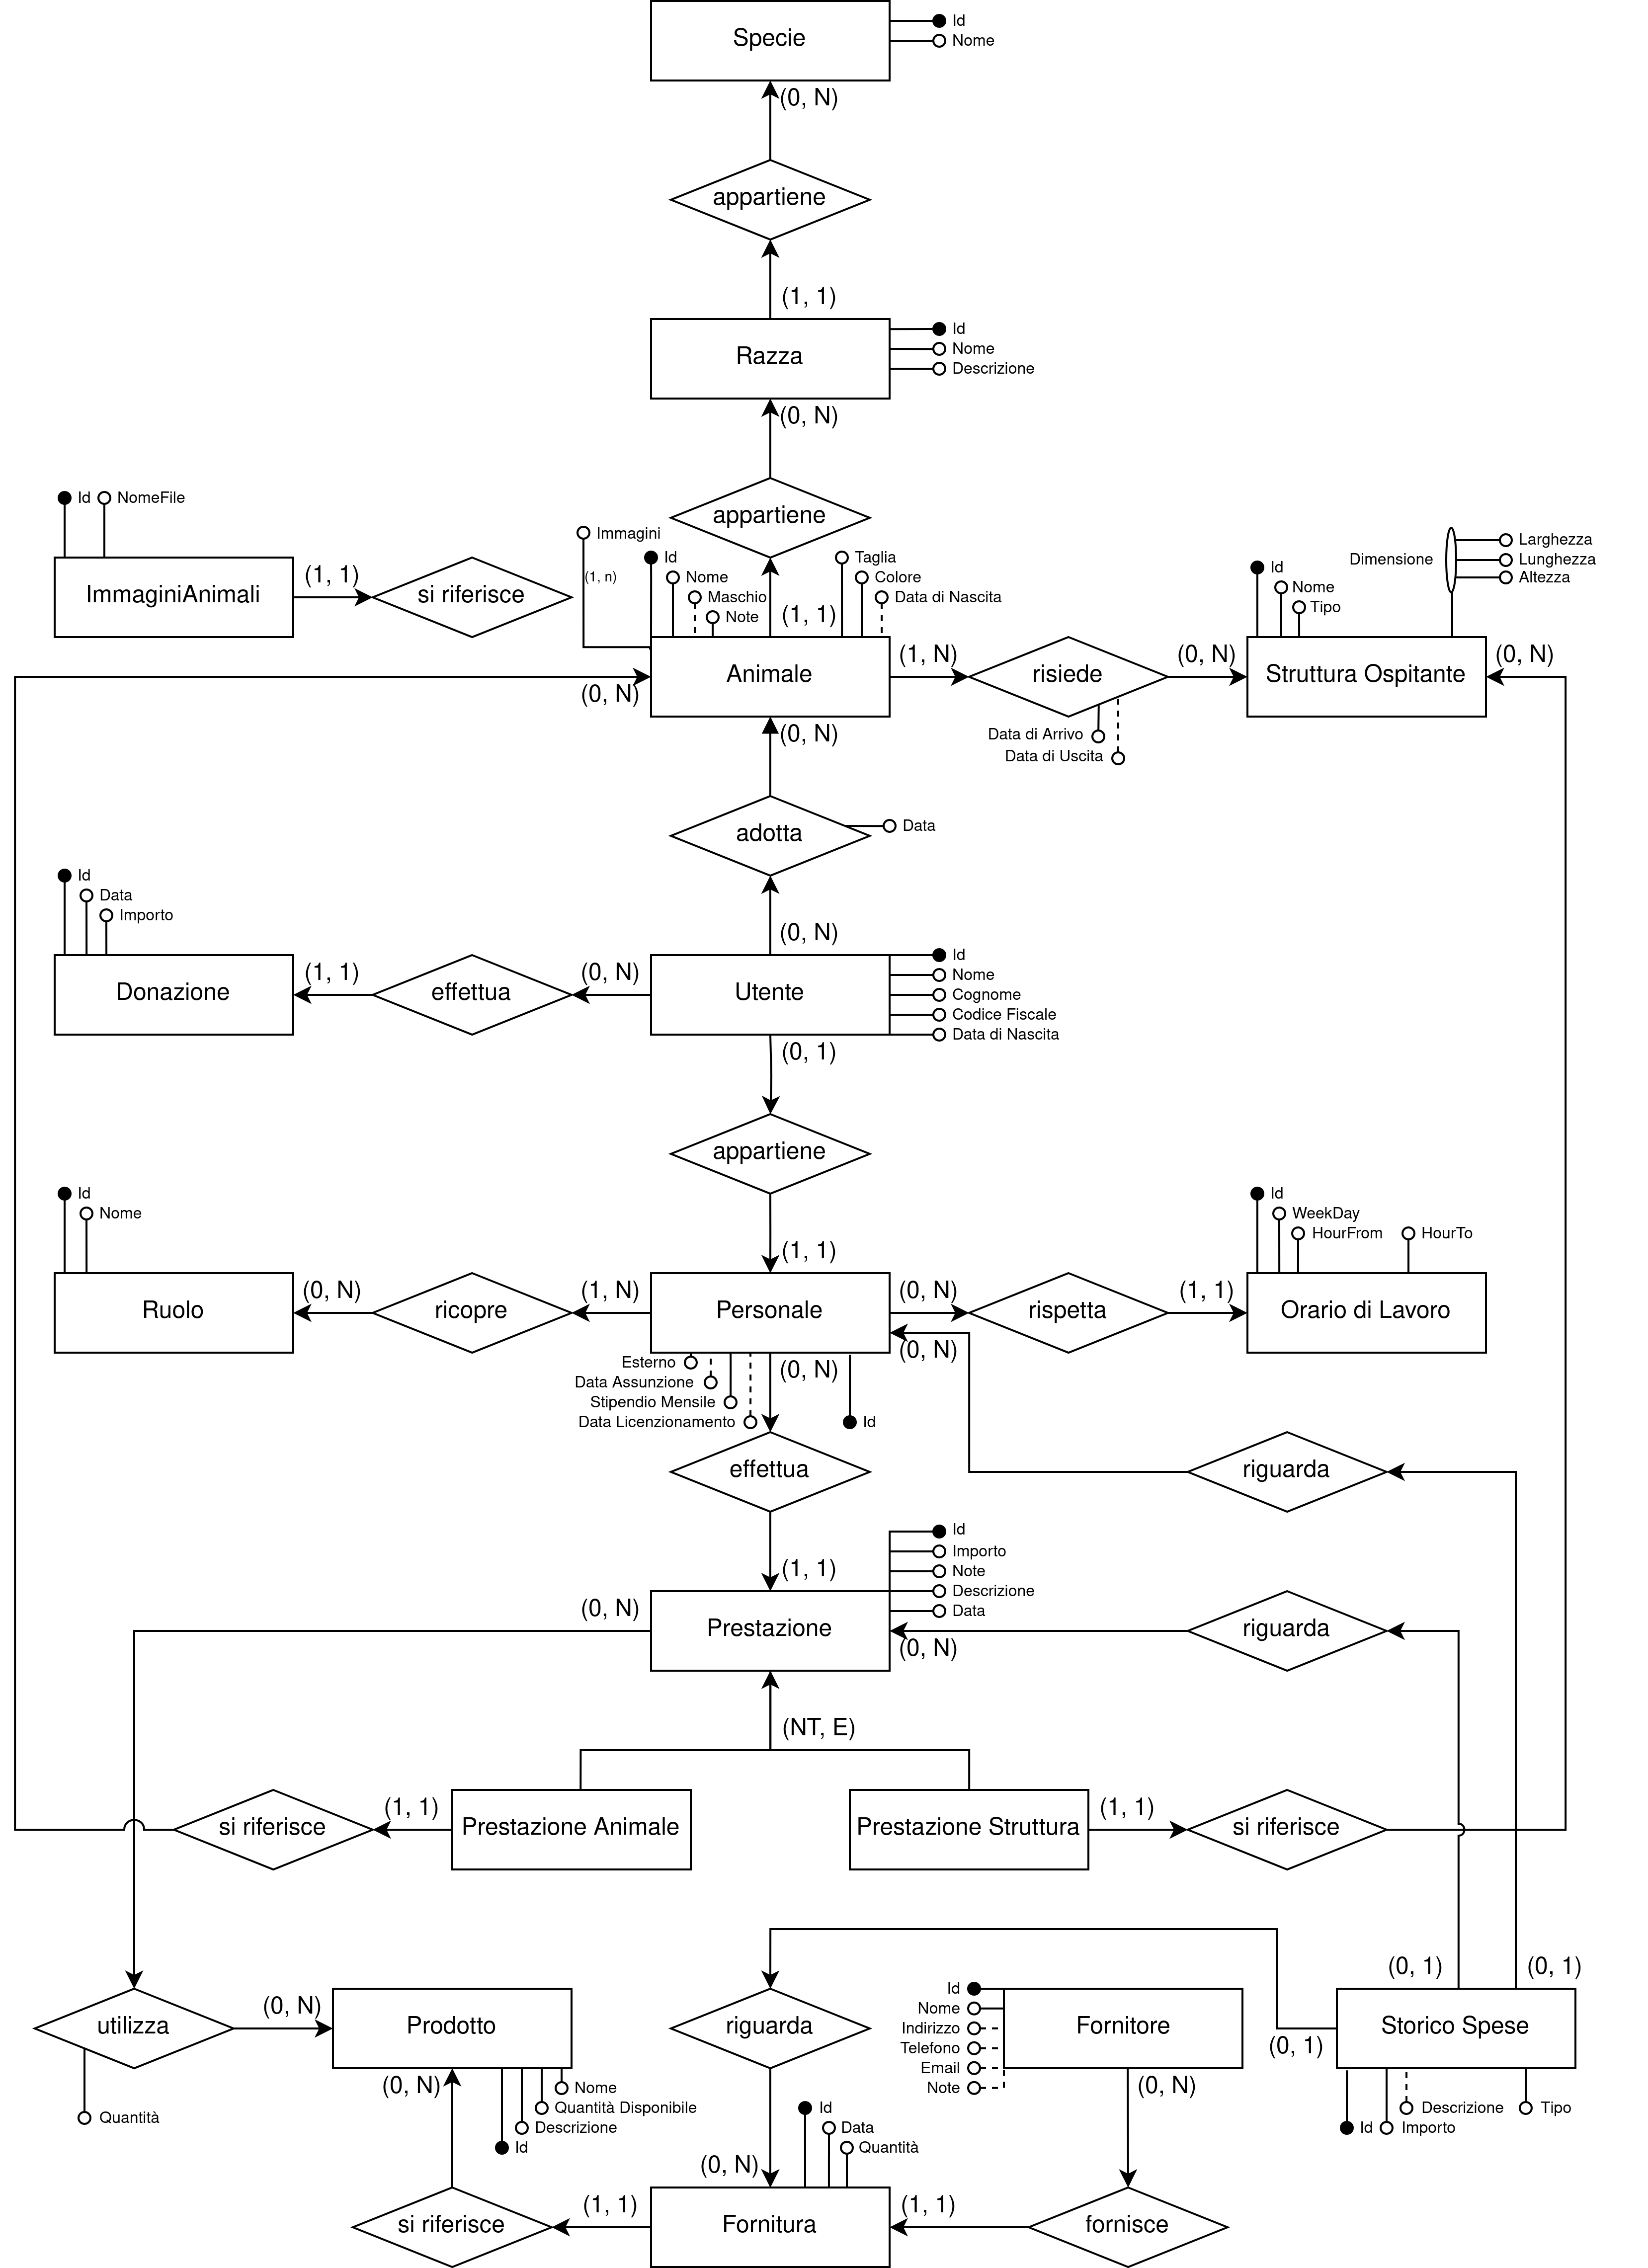 Specie
Id
Nome
(0, N)
appartiene
(1, 1)
Razza
Id
Nome
Descrizione
(0, N)
appartiene
Id
NomeFile
ImmaginiAnimali
(1, 1)
si riferisce
Immagini
(1, n)
Id
Nome
Maschio
Note
(1, 1)
Taglia
Colore
Data di Nascita
Animale
(0, N)
(1, N)
risiede
Data di Arrivo
Data di Uscita
(0, N)
Id
Nome
Tipo
Dimensione
Larghezza
Lunghezza
Altezza
Struttura Ospitante
(0, N)
(0, N)
adotta
Data
(0, N)
Id
Data
Importo
Donazione
(1, 1)
effettua
(0, N)
Utente
Id
Nome
Cognome
Codice Fiscale
Data di Nascita
(0, 1)
appartiene
(1, 1)
Id
Nome
Ruolo
(0, N)
ricopre
(1, N)
Personale
(0, N)
rispetta
(1, 1)
Id
WeekDay
HourFrom
HourTo
Orario di Lavoro
(0, N)
Esterno
Data Assunzione
Stipendio Mensile
Data Licenzionamento
(0, N)
Id
effettua
riguarda
(1, 1)
Id
Importo
Note
Descrizione
Data
(0, N)
Prestazione
(0, N)
riguarda
(NT, E)
si riferisce
(1, 1)
Prestazione Animale
Prestazione Struttura
(1, 1)
si riferisce
utilizza
Quantità
(0, N)
Prodotto
(0, N)
Nome
Quantità Disponibile
Descrizione
Id
riguarda
Id
Nome
Indirizzo
Telefono
Email
Note
Fornitore
(0, N)
(0, 1)
(0, 1)
(0, 1)
Storico Spese
Id
Importo
Descrizione
Tipo
(0, N)
Id
Data
Quantità
si riferisce
(1, 1)
Fornitura
(1, 1)
fornisce